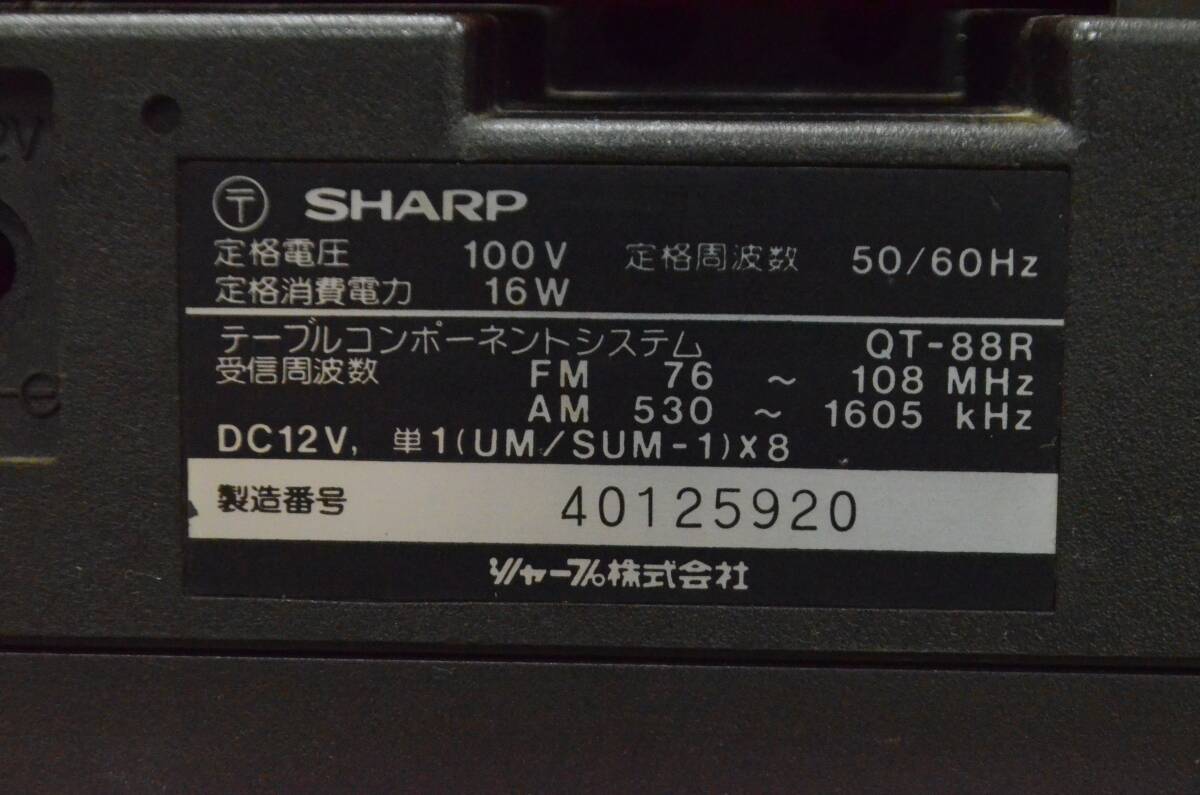 〒 SHARP
定格電圧 100V 定格周波数 50/60Hz
定格消費電力 16W
テーブルコンポーネントシステム QT-88R
受信周波数 FM 76 ~ 108 MHz
AM 530 ~ 1605 kHz
DC12V, 単1(UM/SUM-1)X8
製造番号 40125920
シャープ株式会社